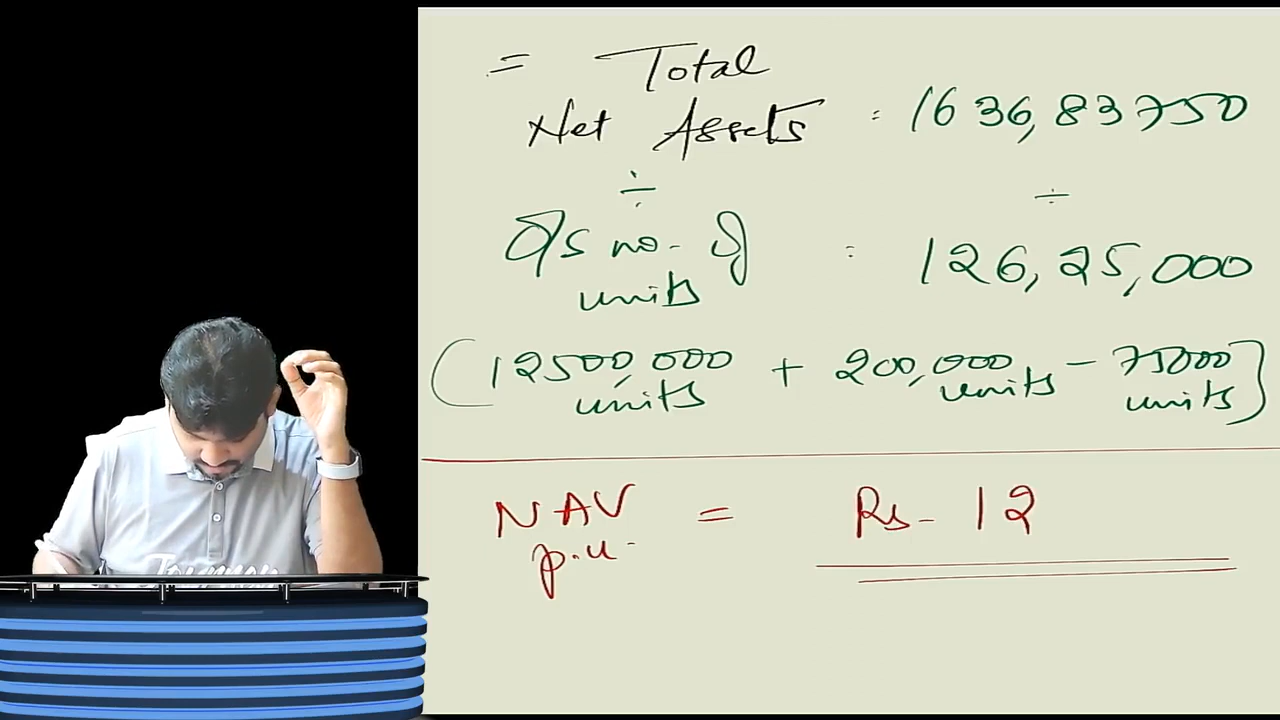 = Total
Net Assets : 1636,83750
÷ ÷
O/s no. of : 126,25,000
units
(12500,000 + 200,000 - 75000)
units units units
NAV = Rs- 12
p.u.